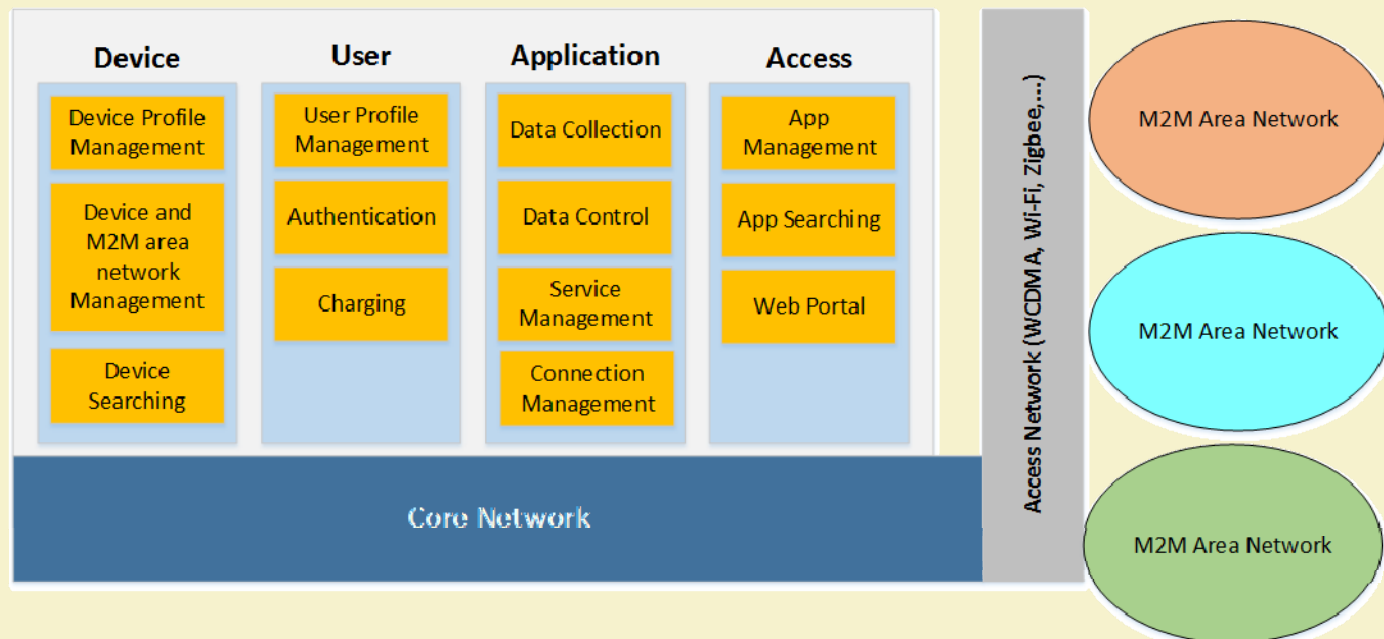 Device
Device Profile
Management
Device and
M2M area
network
Management
Device
Searching
User
User Profile
Management
Authentication
Charging
Application
Data Collection
Data Control
Service
Management
Connection
Management
Access
App
Management
App Searching
Web Portal
Core Network
Access Network (WCDMA, Wi-Fi, Zigbee,...)
M2M Area Network
M2M Area Network
M2M Area Network